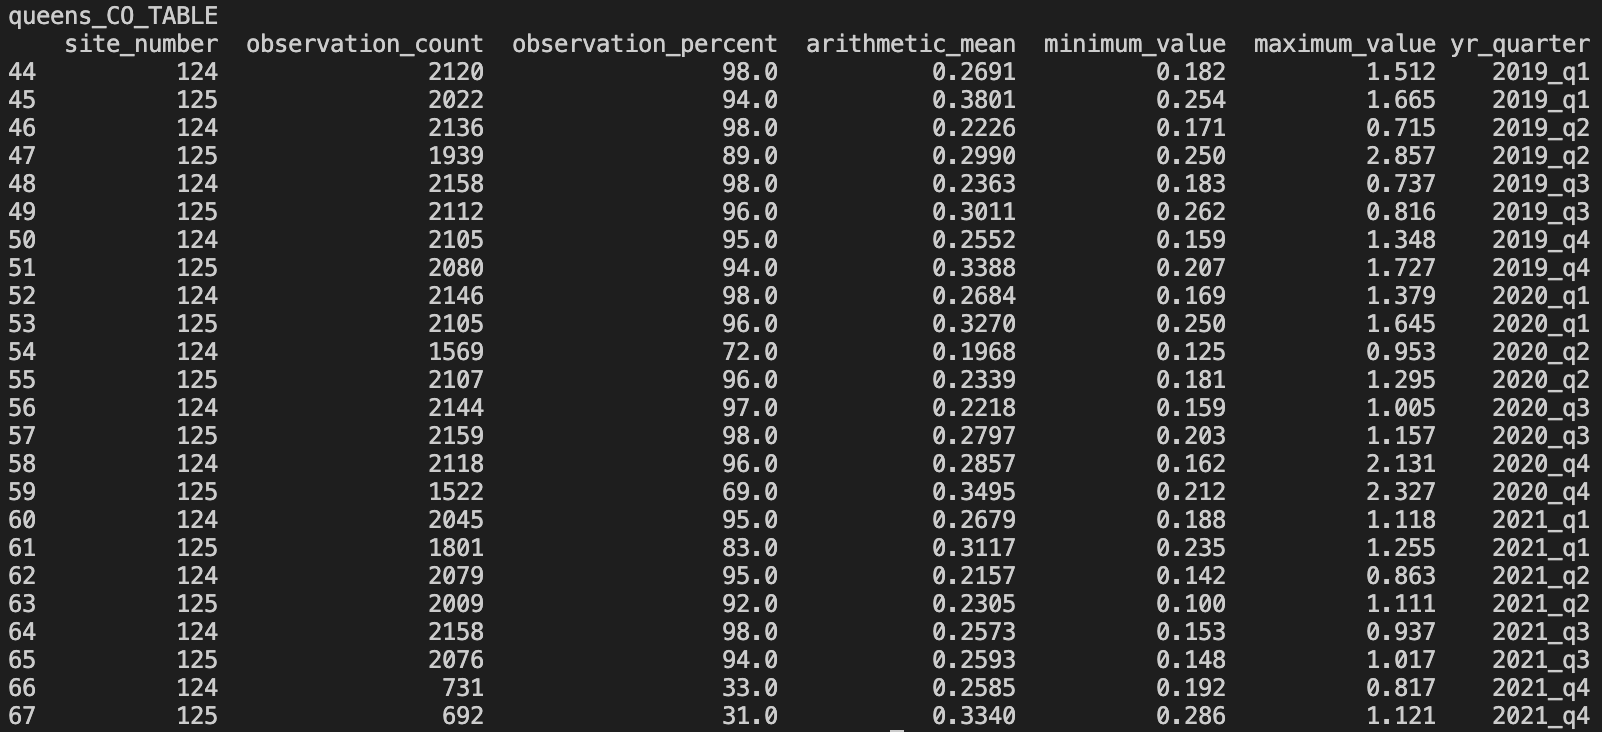 queens_CO_TABLE
site_number observation_count observation_percent arithmetic_mean minimum_value maximum_value yr_quarter
44 124 2120 98.0 0.2691 0.182 1.512 2019_q1
45 125 2022 94.0 0.3801 0.254 1.665 2019_q1
46 124 2136 98.0 0.2226 0.171 0.715 2019_q2
47 125 1939 89.0 0.2990 0.250 2.857 2019_q2
48 124 2158 98.0 0.2363 0.183 0.737 2019_q3
49 125 2112 96.0 0.3011 0.262 0.816 2019_q3
50 124 2105 95.0 0.2552 0.159 1.348 2019_q4
51 125 2080 94.0 0.3388 0.207 1.727 2019_q4
52 124 2146 98.0 0.2684 0.169 1.379 2020_q1
53 125 2105 96.0 0.3270 0.250 1.645 2020_q1
54 124 1569 72.0 0.1968 0.125 0.953 2020_q2
55 125 2107 96.0 0.2339 0.181 1.295 2020_q2
56 124 2144 97.0 0.2218 0.159 1.005 2020_q3
57 125 2159 98.0 0.2797 0.203 1.157 2020_q3
58 124 2118 96.0 0.2857 0.162 2.131 2020_q4
59 125 1522 69.0 0.3495 0.212 2.327 2020_q4
60 124 2045 95.0 0.2679 0.188 1.118 2021_q1
61 125 1801 83.0 0.3117 0.235 1.255 2021_q1
62 124 2079 95.0 0.2157 0.142 0.863 2021_q2
63 125 2009 92.0 0.2305 0.100 1.111 2021_q2
64 124 2158 98.0 0.2573 0.153 0.937 2021_q3
65 125 2076 94.0 0.2593 0.148 1.017 2021_q3
66 124 731 33.0 0.2585 0.192 0.817 2021_q4
67 125 692 31.0 0.3340 0.286 1.121 2021_q4